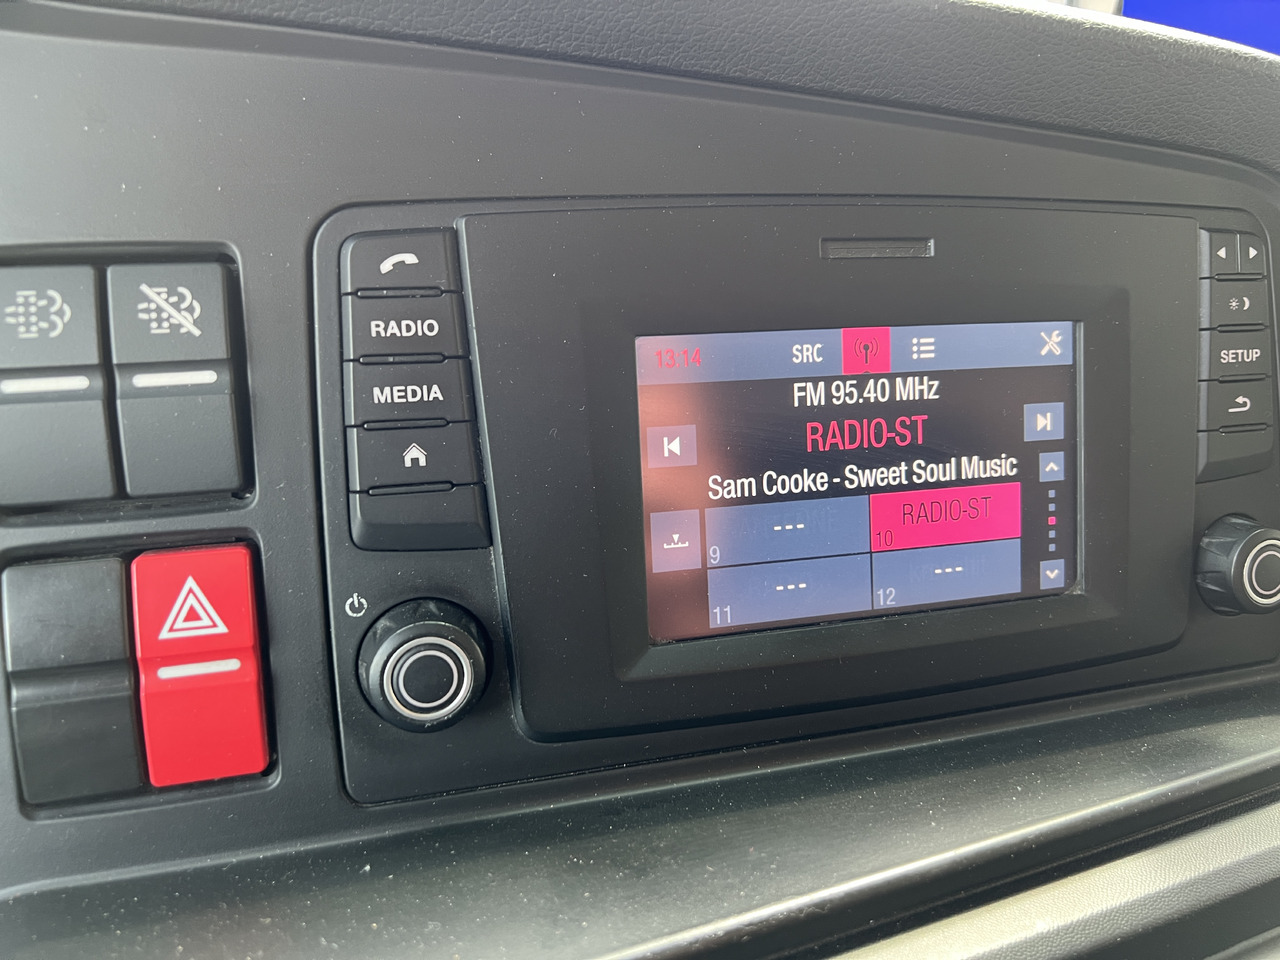 RADIO
MEDIA
SETUP
13:14
SRC
FM 95.40 MHz
RADIO-ST
Sam Cooke - Sweet Soul Music
---
9
RADIO-ST
10
---
11
---
12